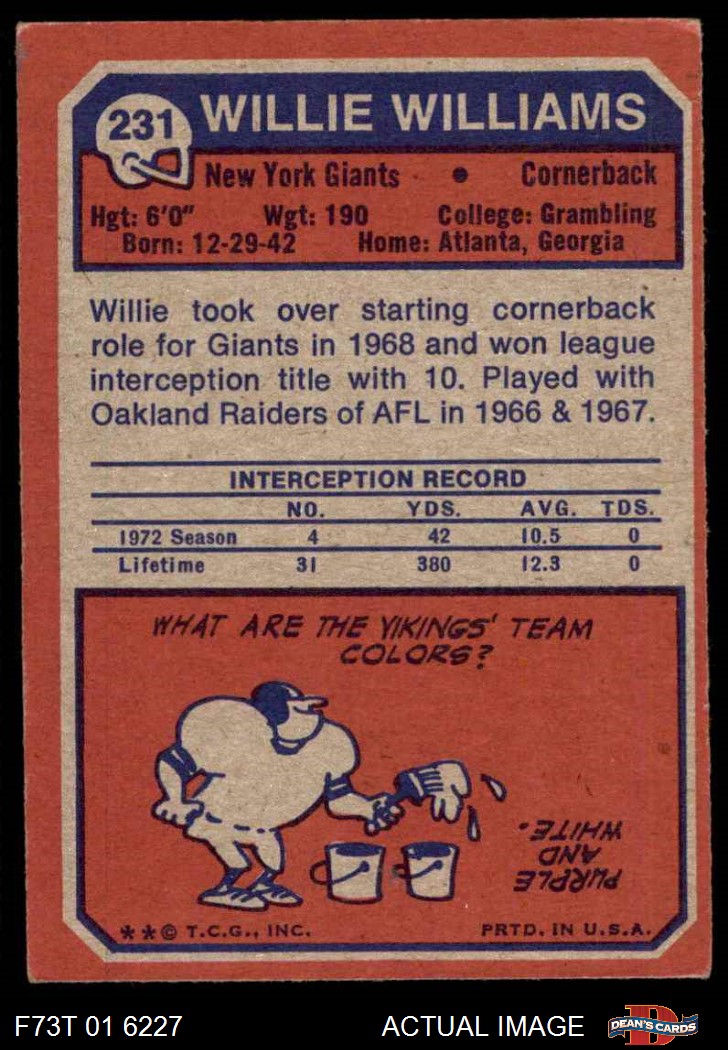 231
WILLIE WILLIAMS
New York Giants • Cornerback
Hgt: 6'0" Wgt: 190 College: Grambling
Born: 12-29-42 Home: Atlanta, Georgia
Willie took over starting cornerback
role for Giants in 1968 and won league
interception title with 10. Played with
Oakland Raiders of AFL in 1966 & 1967.
INTERCEPTION RECORD
NO. YDS. AVG. TDS.
1972 Season 4 42 10.5 0
Lifetime 31 380 12.3 0
WHAT ARE THE VIKINGS' TEAM
COLORS?
PURPLE
AND
WHITE.
**© T.C.G., INC. PRTD. IN U.S.A.
F73T 01 6227 ACTUAL IMAGE
D
DEAN'S CARDS